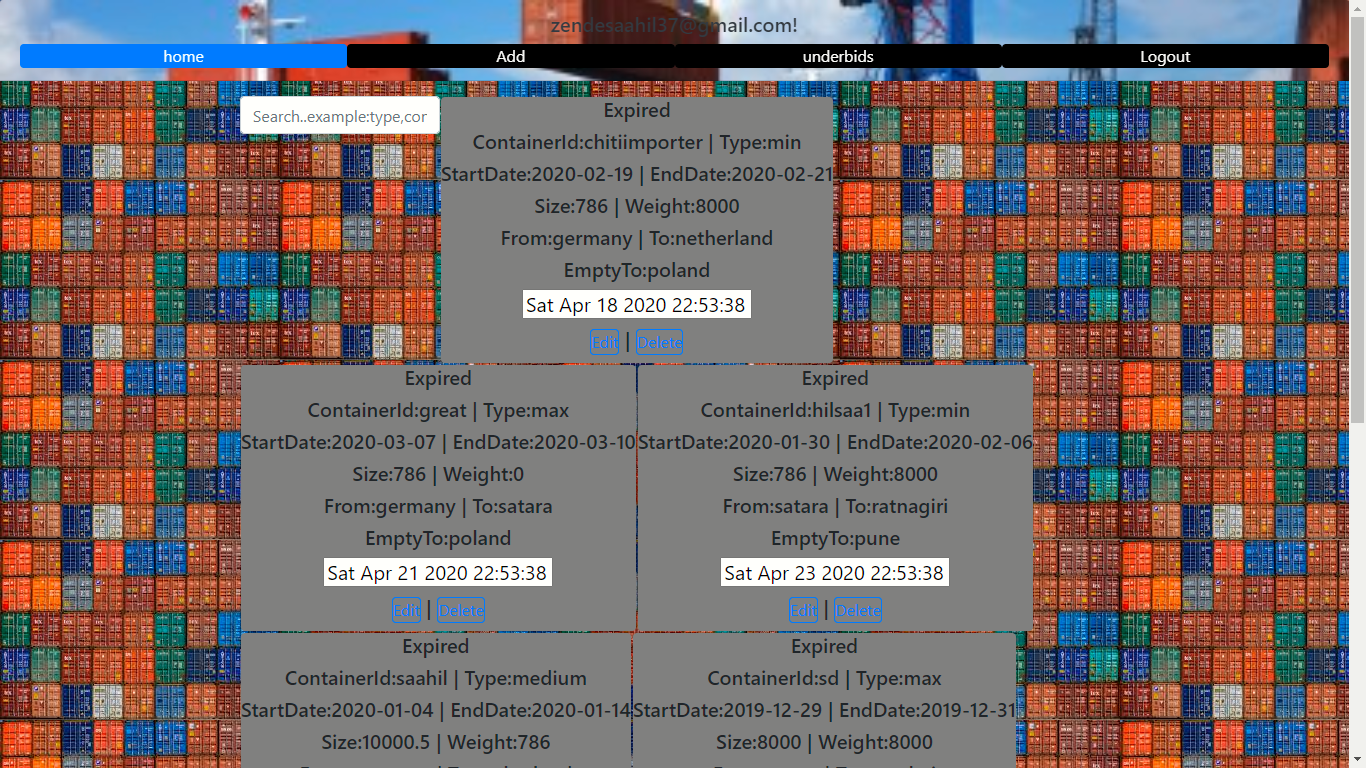 zendesaahil37@gmail.com!
home Add underbids Logout
Search..example:type,cor
Expired
ContainerId:chitiimporter | Type:min
StartDate:2020-02-19 | EndDate:2020-02-21
Size:786 | Weight:8000
From:germany | To:netherland
EmptyTo:poland
Sat Apr 18 2020 22:53:38
Edit | Delete
Expired
ContainerId:great | Type:max
StartDate:2020-03-07 | EndDate:2020-03-10
Size:786 | Weight:0
From:germany | To:satara
EmptyTo:poland
Sat Apr 21 2020 22:53:38
Edit | Delete
Expired
ContainerId:hilsaa1 | Type:min
StartDate:2020-01-30 | EndDate:2020-02-06
Size:786 | Weight:8000
From:satara | To:ratnagiri
EmptyTo:pune
Sat Apr 23 2020 22:53:38
Edit | Delete
Expired
ContainerId:saahil | Type:medium
StartDate:2020-01-04 | EndDate:2020-01-14
Size:10000.5 | Weight:786
Expired
ContainerId:sd | Type:max
StartDate:2019-12-29 | EndDate:2019-12-31
Size:8000 | Weight:8000